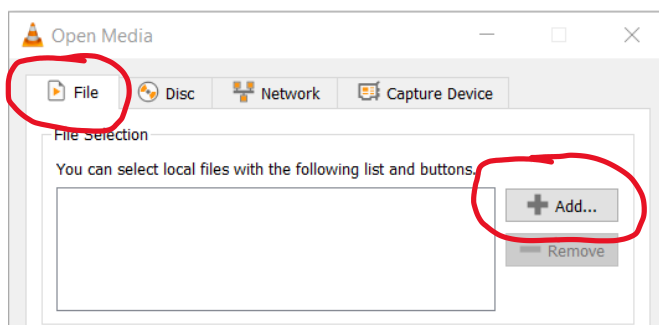 Open Media
File Disc Network Capture Device
File Selection
You can select local files with the following list and buttons.
Add...
Remove